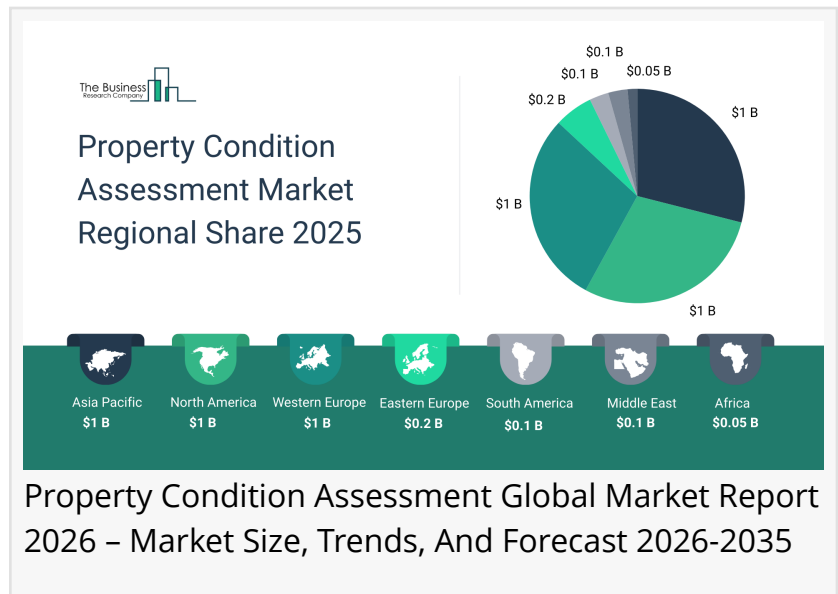 The Business
Research Company
Property Condition
Assessment Market
Regional Share 2025
$0.1 B
$0.1 B
$0.05 B
$0.2 B
$1 B
$1 B
$1 B
Asia Pacific
$1 B
North America
$1 B
Western Europe
$1 B
Eastern Europe
$0.2 B
South America
$0.1 B
Middle East
$0.1 B
Africa
$0.05 B
Property Condition Assessment Global Market Report
2026 – Market Size, Trends, And Forecast 2026-2035